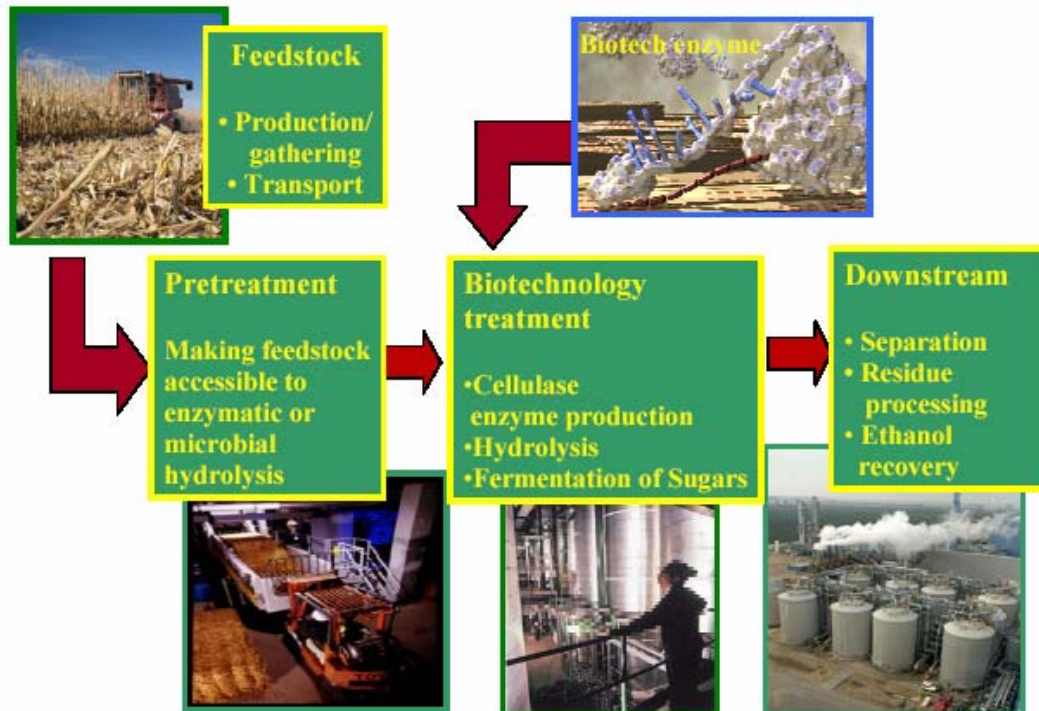 Feedstock
• Production/
gathering
• Transport
Biotech enzyme
Pretreatment
Making feedstock
accessible to
enzymatic or
microbial
hydrolysis
Biotechnology
treatment
•Cellulase
enzyme production
•Hydrolysis
•Fermentation of Sugars
Downstream
• Separation
• Residue
processing
• Ethanol
recovery